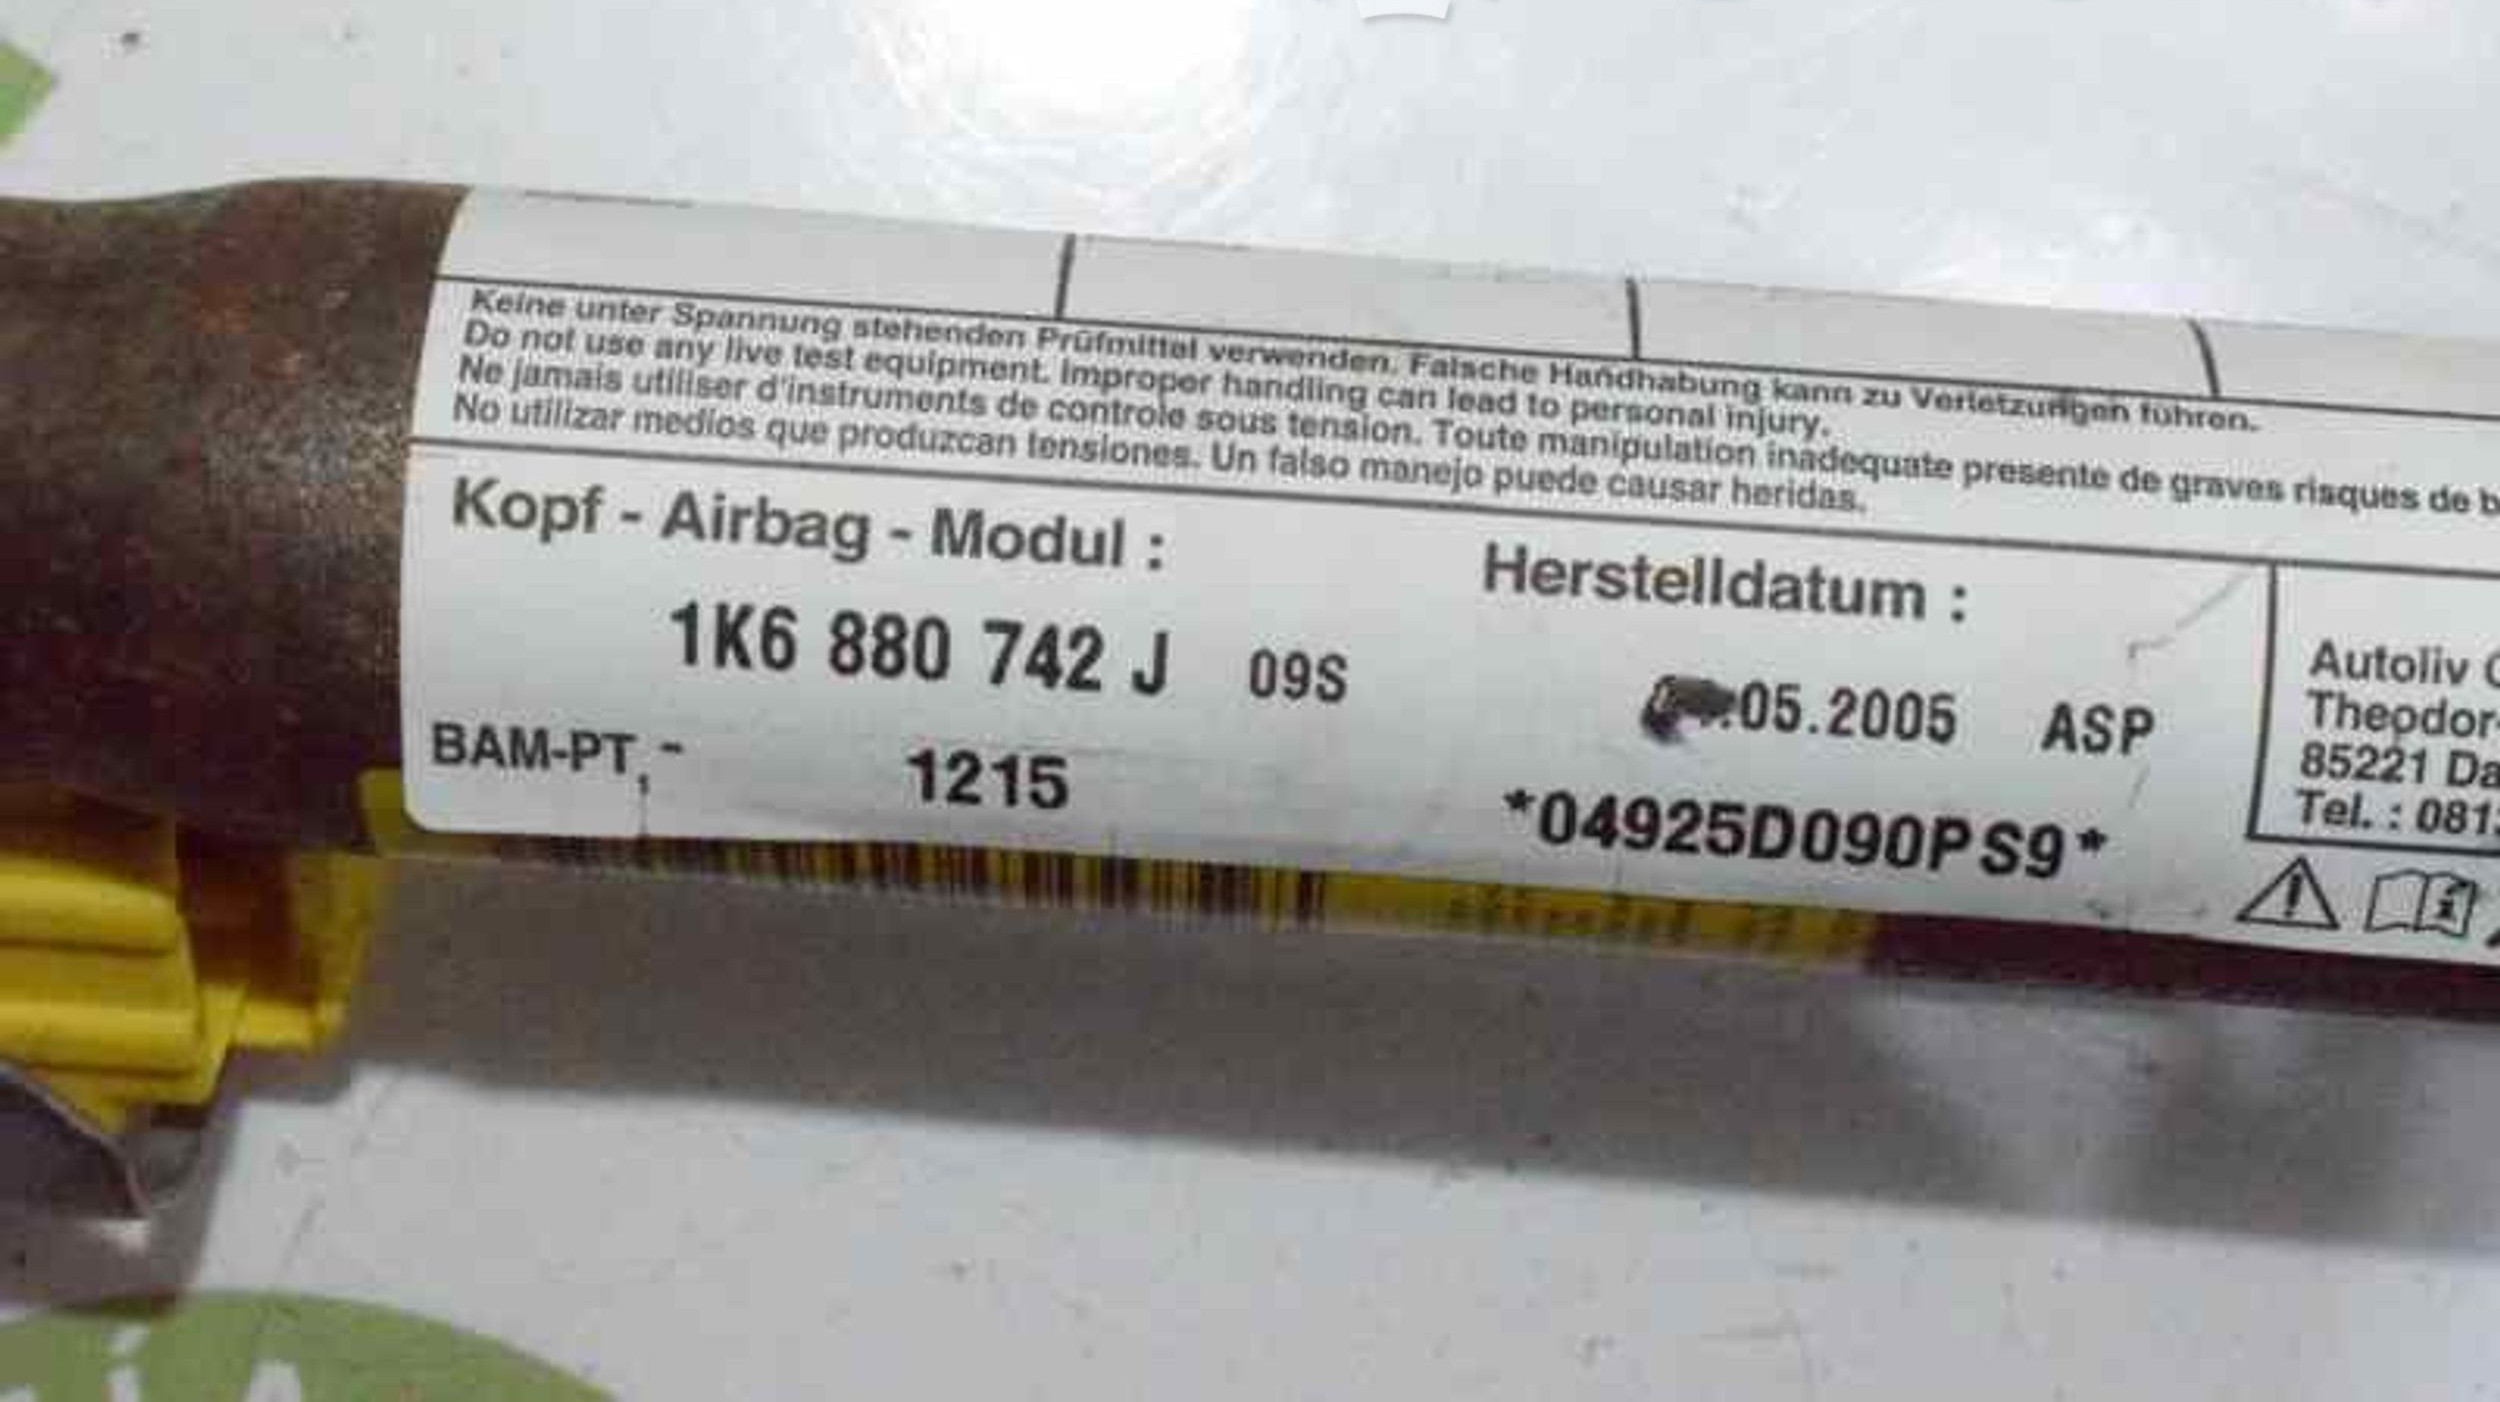 Keine unter Spannung stehenden Prüfmittel verwenden. Falsche Handhabung kann zu Verletzungen führen.
Do not use any live test equipment. Improper handling can lead to personal injury.
Ne jamais utiliser d'instruments de controle sous tension. Toute manipulation inadequate presente de graves risques de b
No utilizar medios que produzcan tensiones. Un falso manejo puede causar heridas.
Kopf - Airbag - Modul :
1K6 880 742 J 09S
BAM-PT,- 1215
Herstelldatum :
.05.2005 ASP
*04925D090PS9*
Autoliv
Theodor-
85221 Da
Tel. : 081